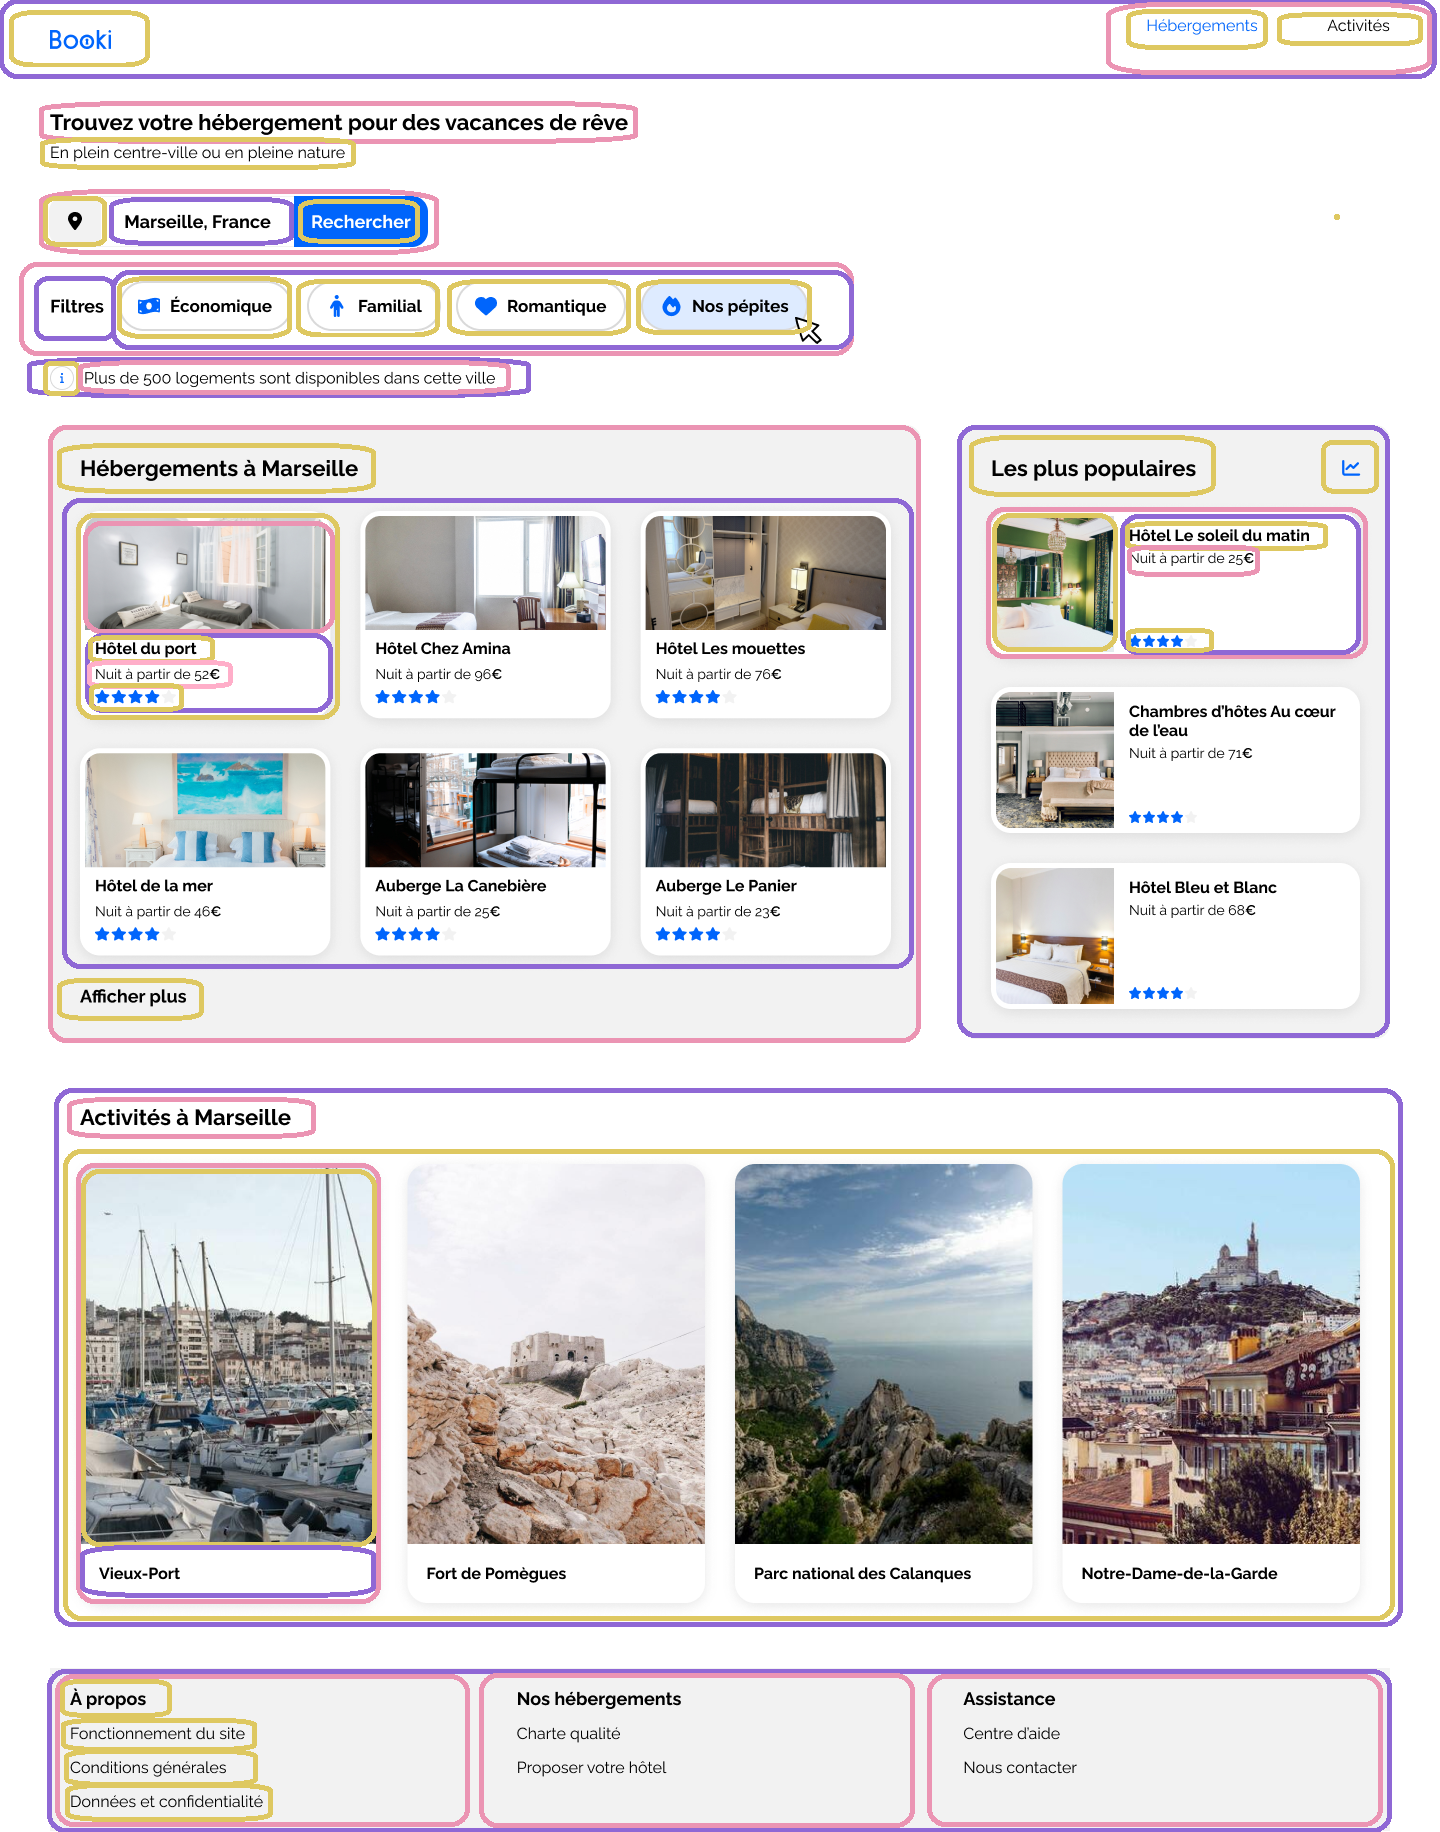 Booki
Hébergements
Activités
Trouvez votre hébergement pour des vacances de rêve
En plein centre-ville ou en pleine nature
Marseille, France
Rechercher
Filtres
Économique
Familial
Romantique
Nos pépites
Plus de 500 logements sont disponibles dans cette ville
Hébergements à Marseille
Hôtel du port
Nuit à partir de 52€
Hôtel Chez Amina
Nuit à partir de 96€
Hôtel Les mouettes
Nuit à partir de 76€
Hôtel de la mer
Nuit à partir de 46€
Auberge La Canebière
Nuit à partir de 25€
Auberge Le Panier
Nuit à partir de 23€
Afficher plus
Les plus populaires
Hôtel Le soleil du matin
Nuit à partir de 25€
Chambres d'hôtes Au cœur
de l'eau
Nuit à partir de 71€
Hôtel Bleu et Blanc
Nuit à partir de 68€
Activités à Marseille
Vieux-Port
Fort de Pomègues
Parc national des Calanques
Notre-Dame-de-la-Garde
À propos
Fonctionnement du site
Conditions générales
Données et confidentialité
Nos hébergements
Charte qualité
Proposer votre hôtel
Assistance
Centre d'aide
Nous contacter